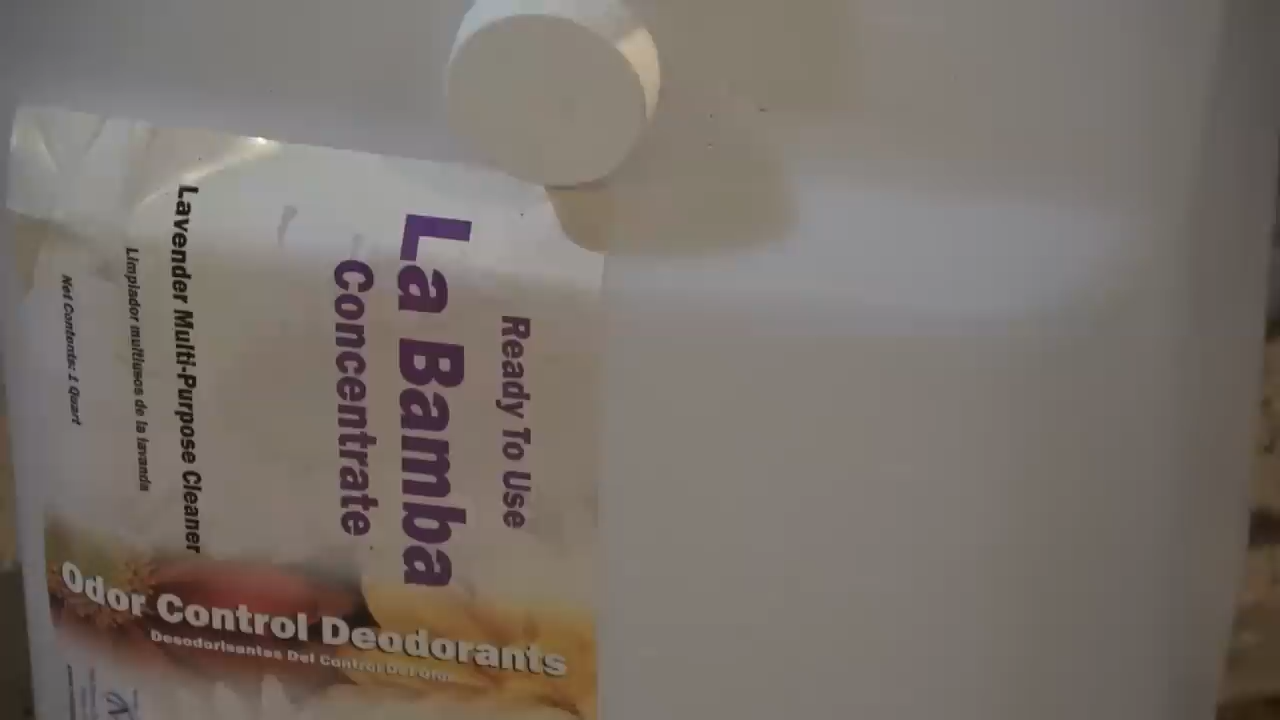 Ready To Use
La Bamba
Concentrate
Lavender Multi-Purpose Cleaner
Limpiador multiusos de la lavanda
Net Contents: 1 Quart
Odor Control Deodorants
Desodorisantes Del Control Del